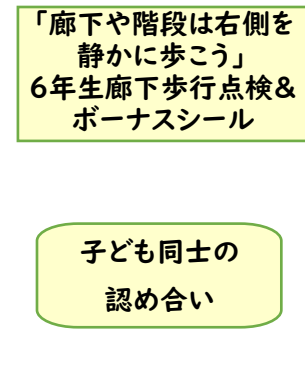 「廊下や階段は右側を
静かに歩こう」
6年生廊下歩行点検&
ボーナスシール
子ども同士の
認め合い